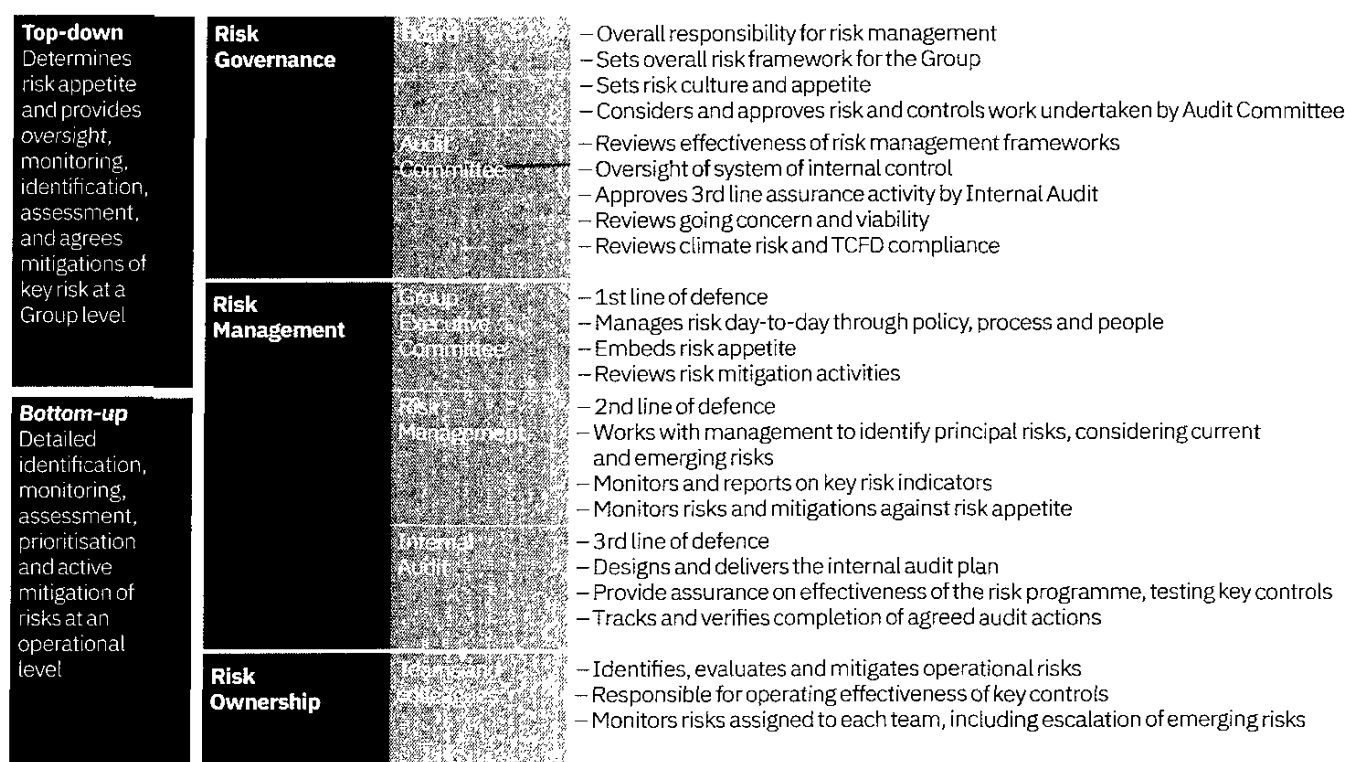 Top-down
Determines
risk appetite
and provides
oversight,
monitoring,
identification,
assessment,
and agrees
mitigations of
key risk at a
Group level
Bottom-up
Detailed
identification,
monitoring,
assessment,
prioritisation
and active
mitigation of
risks at an
operational
level
Risk
Governance
Board
– Overall responsibility for risk management
– Sets overall risk framework for the Group
– Sets risk culture and appetite
– Considers and approves risk and controls work undertaken by Audit Committee
Audit
Committee
– Reviews effectiveness of risk management frameworks
– Oversight of system of internal control
– Approves 3rd line assurance activity by Internal Audit
– Reviews going concern and viability
– Reviews climate risk and TCFD compliance
Risk
Management
Group
Executive
Committee
– 1st line of defence
– Manages risk day-to-day through policy, process and people
– Embeds risk appetite
– Reviews risk mitigation activities
Risk
Management
– 2nd line of defence
– Works with management to identify principal risks, considering current
and emerging risks
– Monitors and reports on key risk indicators
– Monitors risks and mitigations against risk appetite
Internal
Audit
– 3rd line of defence
– Designs and delivers the internal audit plan
– Provide assurance on effectiveness of the risk programme, testing key controls
– Tracks and verifies completion of agreed audit actions
Risk
Ownership
– Identifies, evaluates and mitigates operational risks
– Responsible for operating effectiveness of key controls
– Monitors risks assigned to each team, including escalation of emerging risks